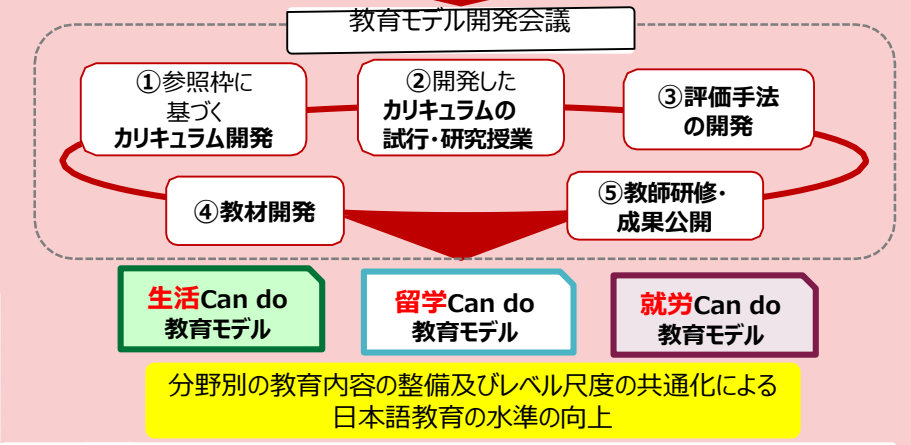 教育モデル開発会議
①参照枠に
基づく
カリキュラム開発
②開発した
カリキュラムの
試行・研究授業
③評価手法
の開発
④教材開発
⑤教師研修・
成果公開
生活Can do
教育モデル
留学Can do
教育モデル
就労Can do
教育モデル
分野別の教育内容の整備及びレベル尺度の共通化による
日本語教育の水準の向上